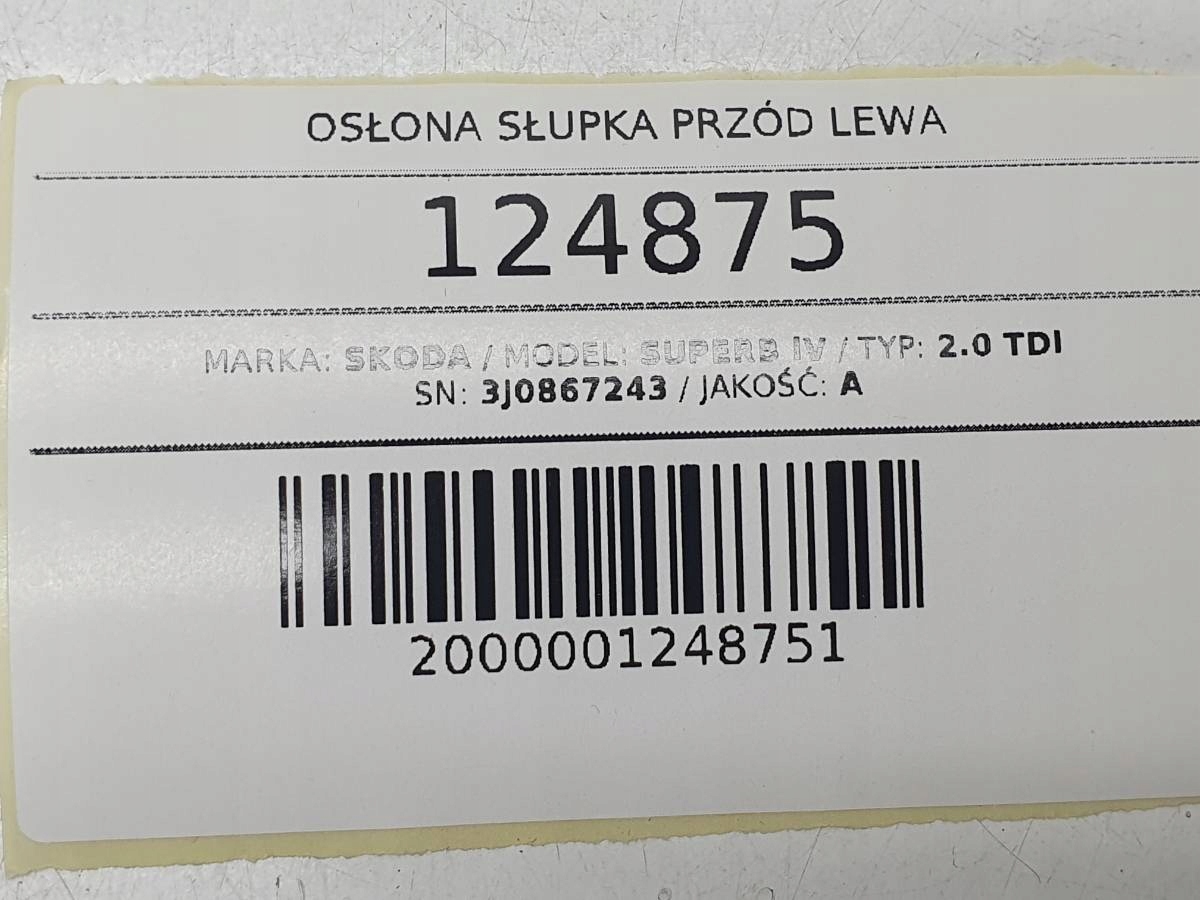 OSŁONA SŁUPKA PRZÓD LEWA
124875
MARKA: SKODA / MODEL: SUPERB IV / TYP: 2.0 TDI
SN: 3J0867243 / JAKOŚĆ: A
2000001248751